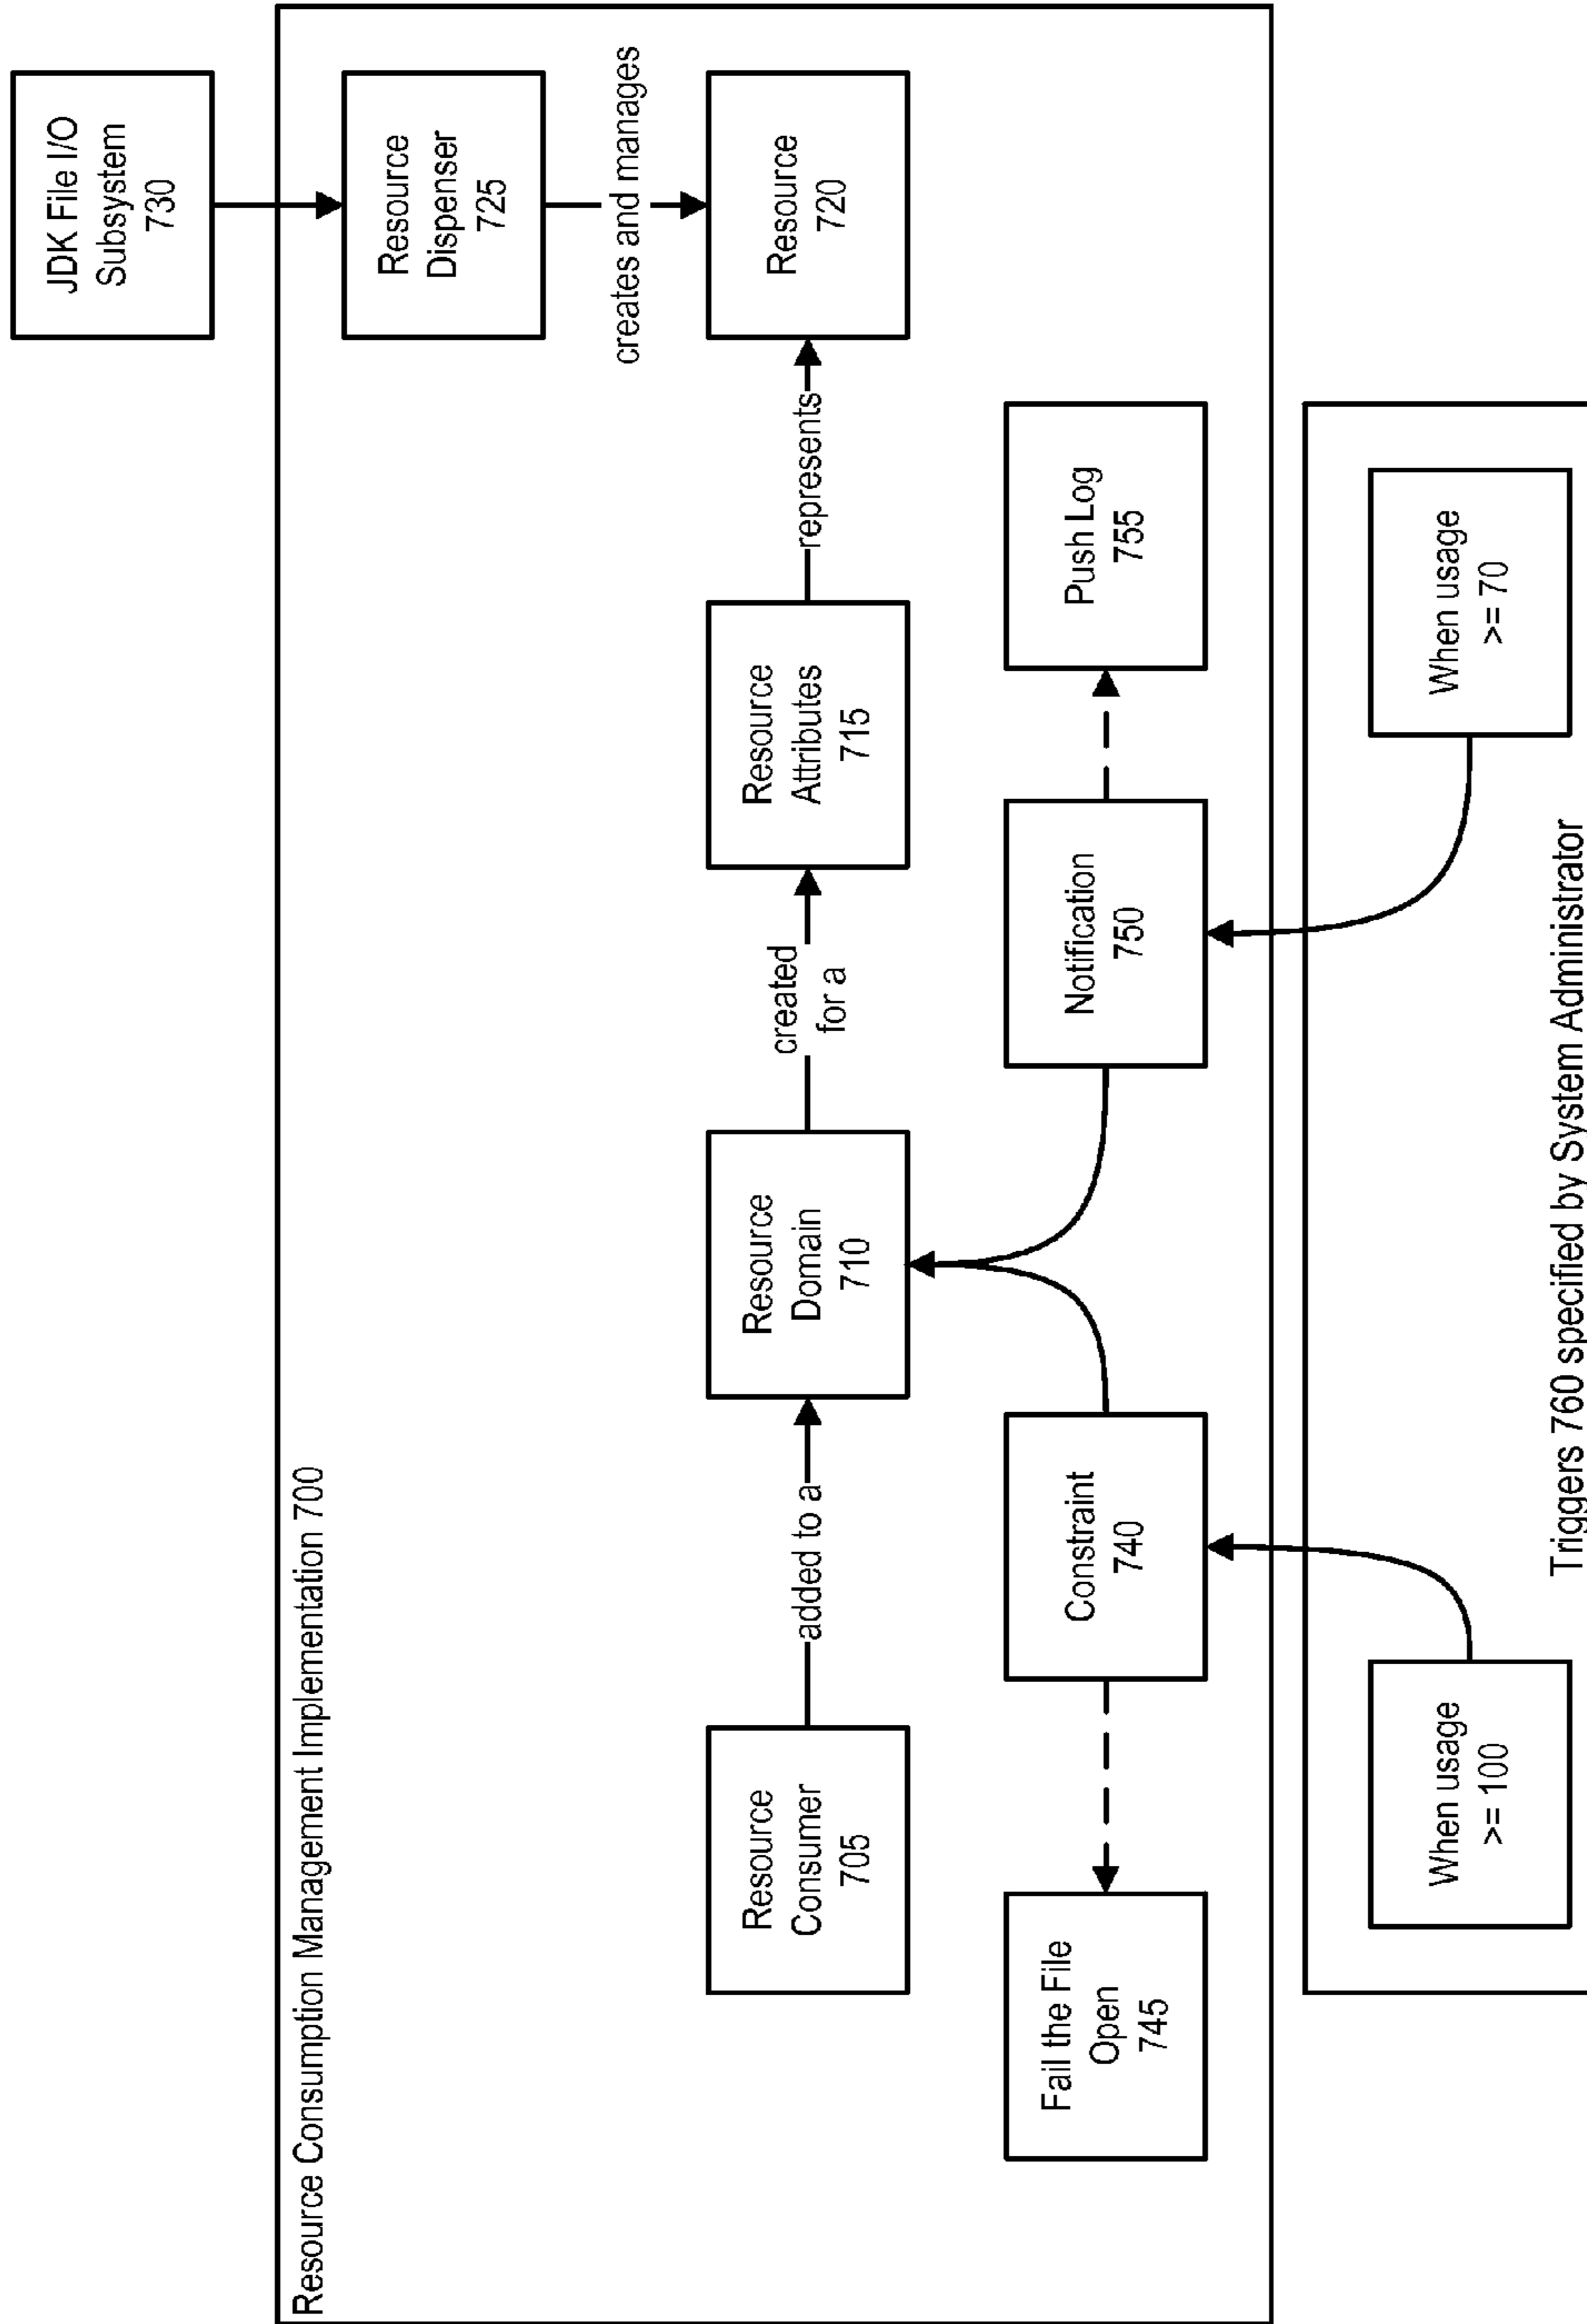 JDK File I/O
Subsystem
730
Resource Consumption Management Implementation 700
Resource
Dispenser
725
creates and manages
Resource
Consumer
705
added to a
Resource
Domain
710
created
for a
Resource
Attributes
715
represents
Resource
720
Fail the File
Open
745
Constraint
740
Notification
750
Push Log
755
When usage
>= 100
When usage
>= 70
Triggers 760 specified by System Administrator